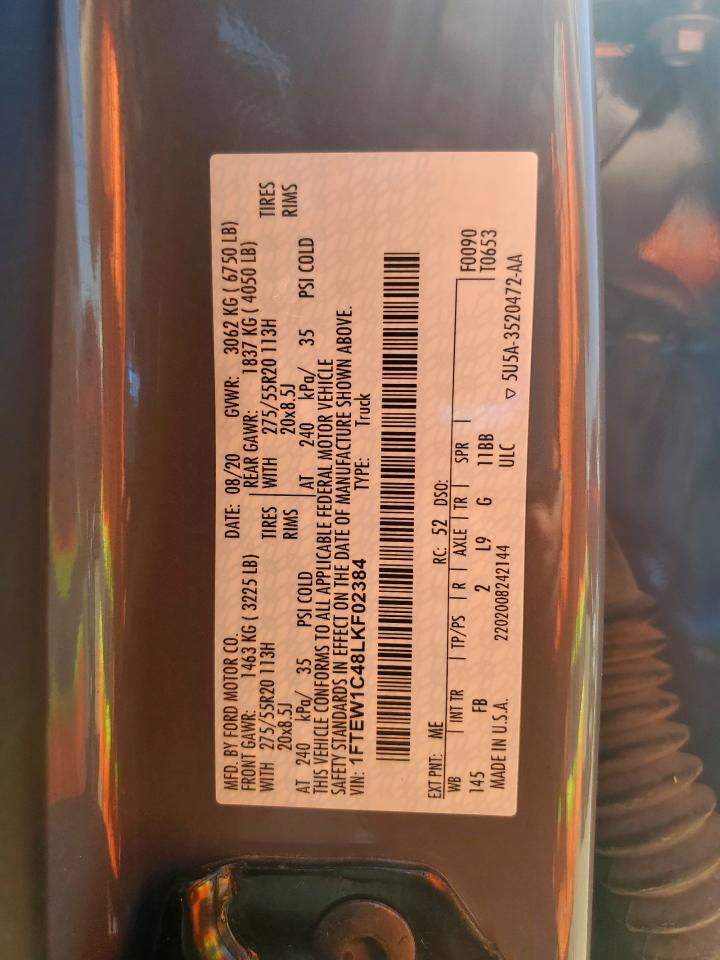 MFD. BY FORD MOTOR CO. DATE: 08/20 GVWR: 3062 KG ( 6750 LB)
FRONT GAWR: 1463 KG ( 3225 LB) REAR GAWR: 1837 KG ( 4050 LB)
WITH 275/55R20 113H TIRES WITH 275/55R20 113H TIRES
20x8.5J RIMS 20x8.5J RIMS
AT 240 kPa/ 35 PSI COLD AT 240 kPa/ 35 PSI COLD
THIS VEHICLE CONFORMS TO ALL APPLICABLE FEDERAL MOTOR VEHICLE
SAFETY STANDARDS IN EFFECT ON THE DATE OF MANUFACTURE SHOWN ABOVE.
VIN: 1FTEW1C48LKF02384 TYPE: Truck
EXT PNT: ME RC: 52 DSO:
WB INT TR TP/PS R AXLE TR SPR F0090
145 FB 2 L9 G 11BB T0653
MADE IN U.S.A. 2202008242144 ULC ▽ 5U5A-3520472-AA